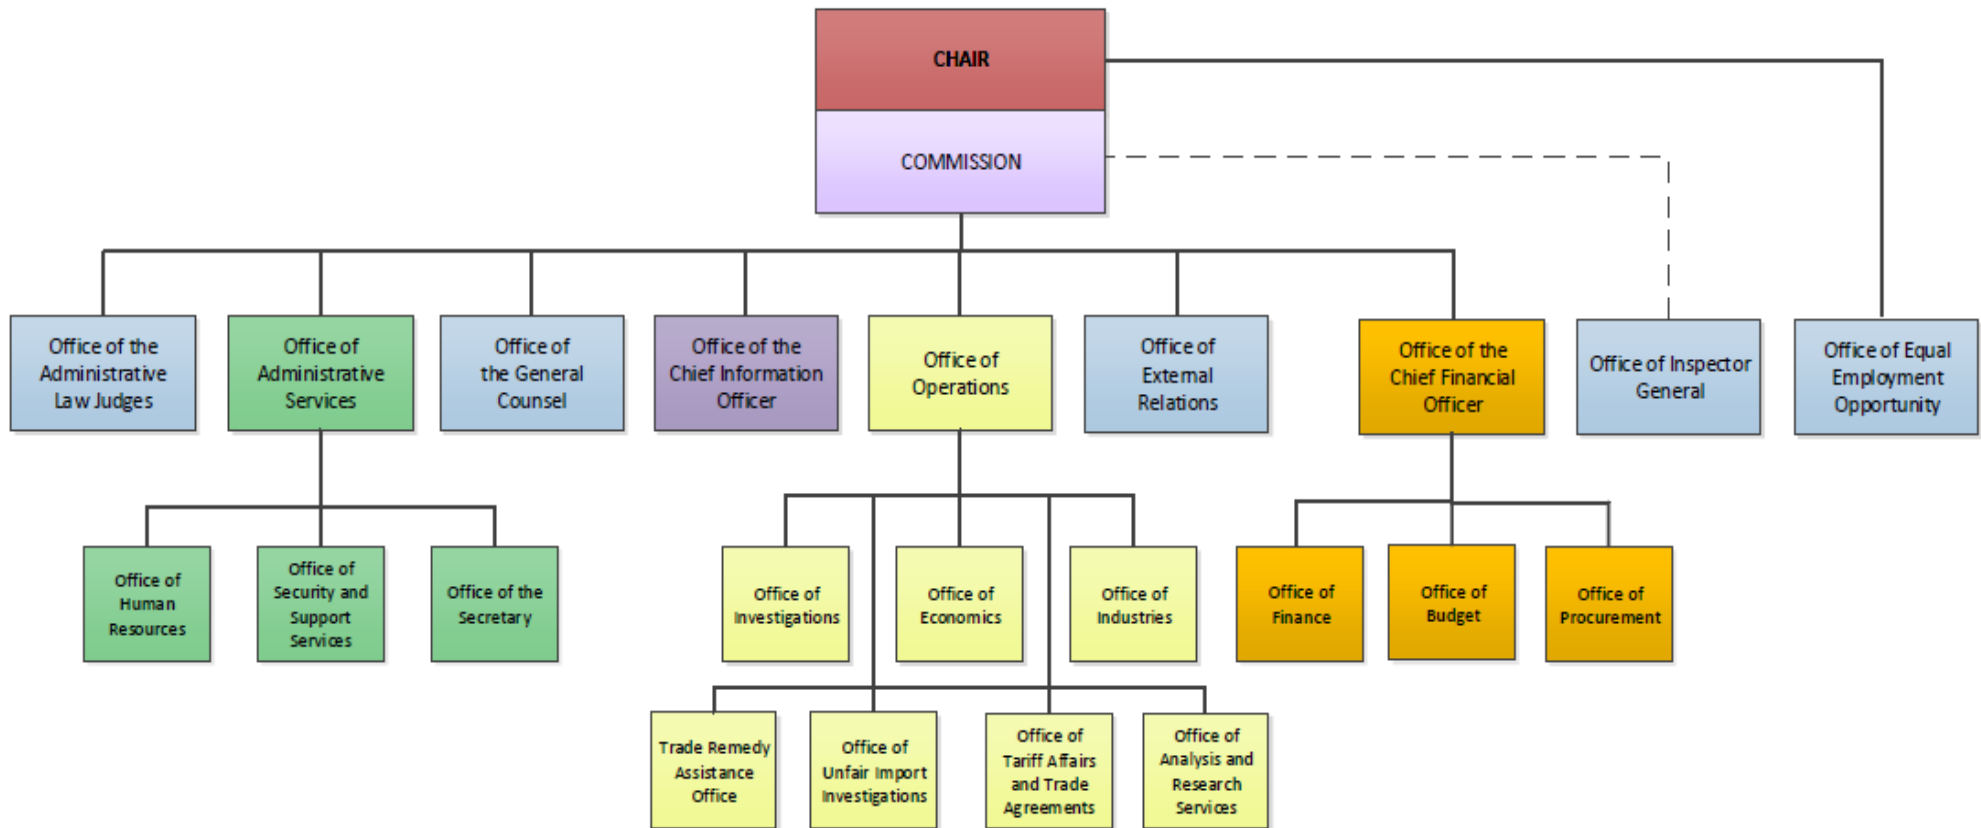 CHAIR
COMMISSION
Office of the
Administrative
Law Judges
Office of
Administrative
Services
Office of
the General
Counsel
Office of the
Chief Information
Officer
Office of
Operations
Office of
External
Relations
Office of the
Chief Financial
Officer
Office of Inspector
General
Office of Equal
Employment
Opportunity
Office of
Human
Resources
Office of
Security and
Support
Services
Office of the
Secretary
Office of
Investigations
Office of
Economics
Office of
Industries
Office of
Finance
Office of
Budget
Office of
Procurement
Trade Remedy
Assistance
Office
Office of
Unfair Import
Investigations
Office of
Tariff Affairs
and Trade
Agreements
Office of
Analysis and
Research
Services